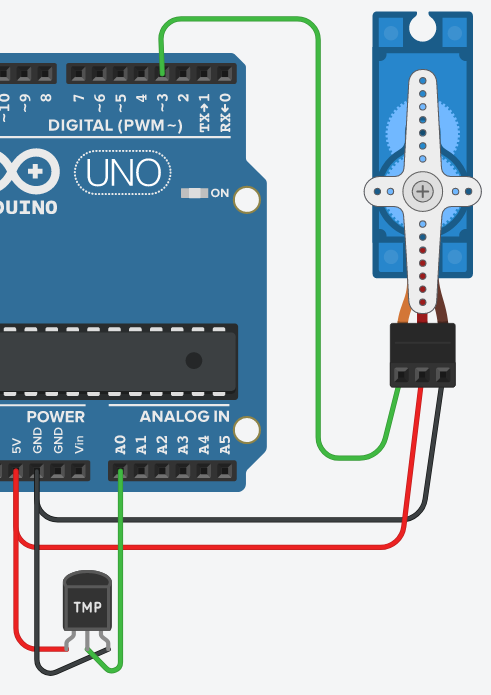 ~10
~9
8
7
~6
~5
4
~3
2
TX→1
RX←0
DIGITAL (PWM~)
UNO
ON
DUINO
POWER
ANALOG IN
5V
GND
GND
Vin
A0
A1
A2
A3
A4
A5
TMP